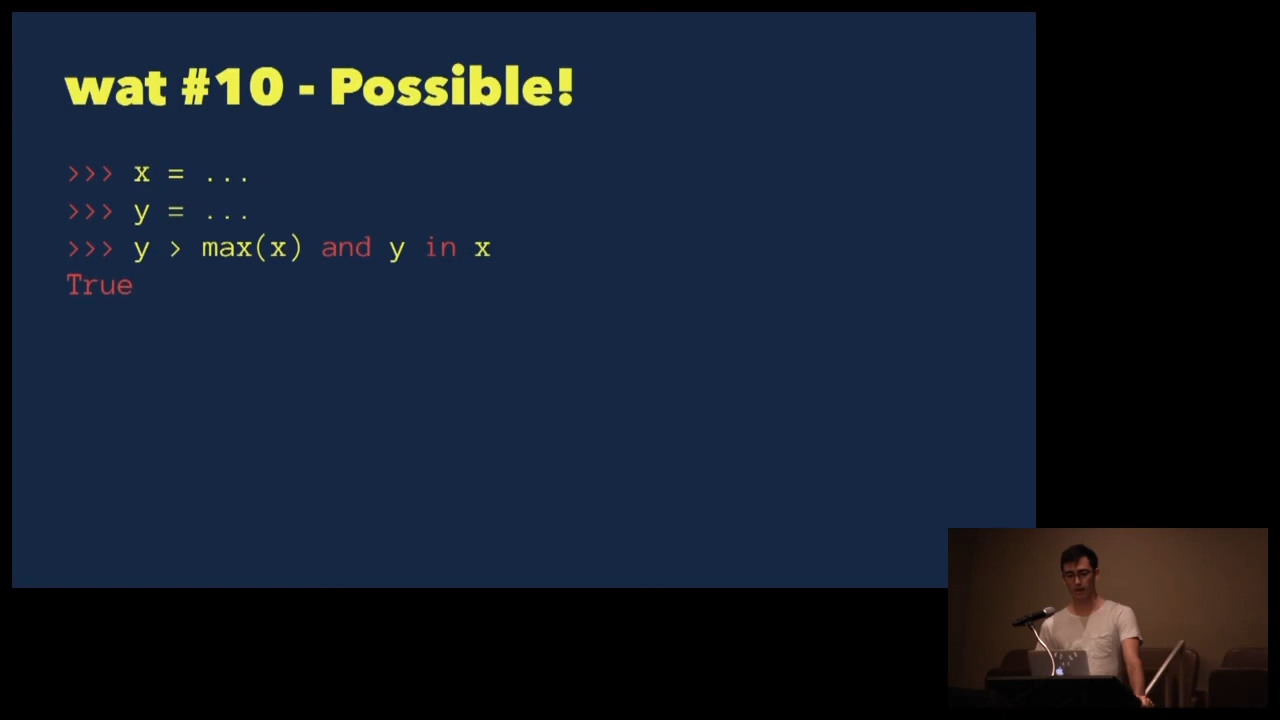 wat #10 - Possible!
>>> x = ...
>>> y = ...
>>> y > max(x) and y in x
True